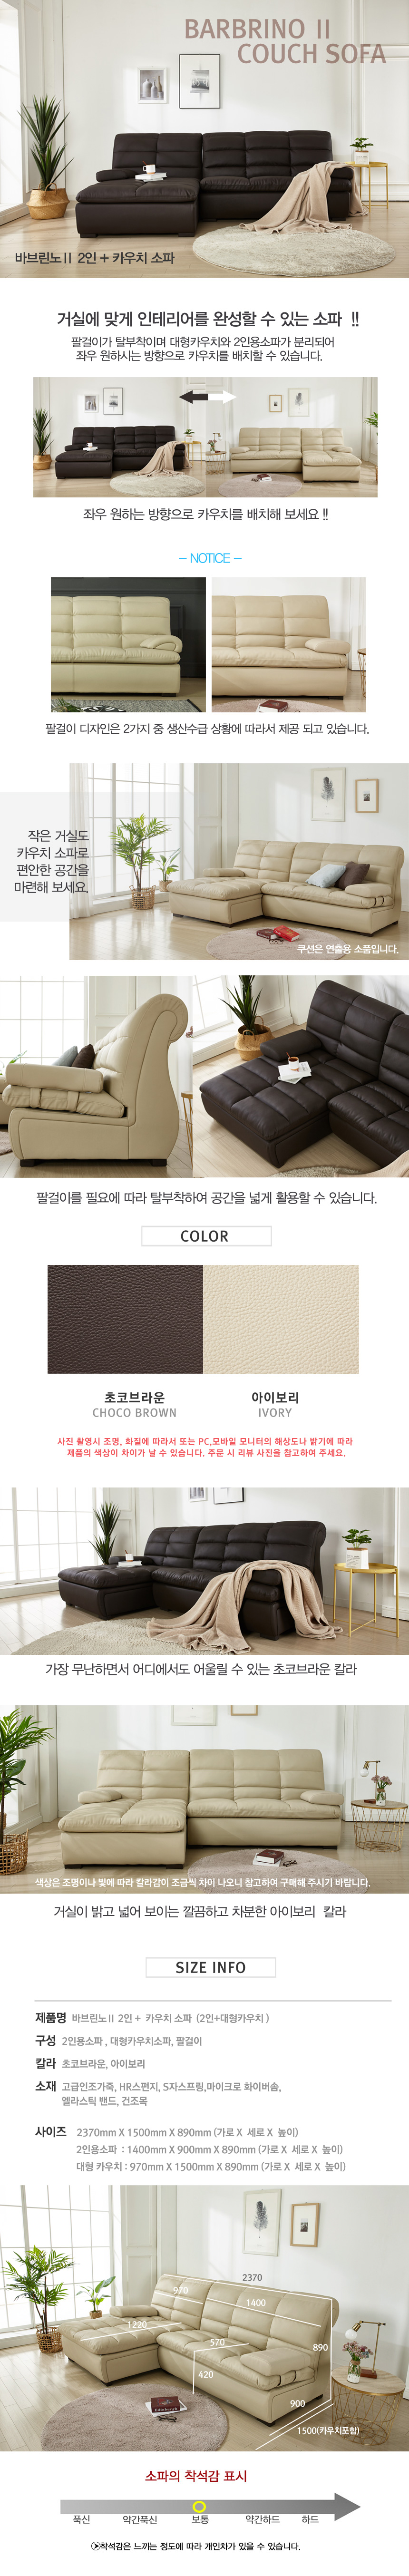 BARBRINO II
COUCH SOFA
바브린노II 2인 + 카우치 소파
거실에 맞게 인테리어를 완성할 수 있는 소파 !!
팔걸이가 탈부착이며 대형카우치와 2인용소파가 분리되어
좌우 원하시는 방향으로 카우치를 배치할 수 있습니다.
좌우 원하는 방향으로 카우치를 배치해 보세요 !!
– NOTICE –
팔걸이 디자인은 2가지 중 생산수급 상황에 따라서 제공 되고 있습니다.
작은 거실도
카우치 소파로
편안한 공간을
마련해 보세요.
쿠션은 연출용 소품입니다.
팔걸이를 필요에 따라 탈부착하여 공간을 넓게 활용할 수 있습니다.
COLOR
초코브라운 아이보리
CHOCO BROWN IVORY
사진 촬영시 조명, 화질에 따라서 또는 PC,모바일 모니터의 해상도나 밝기에 따라
제품의 색상이 차이가 날 수 있습니다. 주문 시 리뷰 사진을 참고하여 주세요.
가장 무난하면서 어디에서도 어울릴 수 있는 초코브라운 칼라
색상은 조명이나 빛에 따라 칼라감이 조금씩 차이 나오니 참고하여 구매해 주시기 바랍니다.
거실이 밝고 넓어 보이는 깔끔하고 차분한 아이보리 칼라
SIZE INFO
제품명 바브린노II 2인 + 카우치 소파 (2인+대형카우치 )
구성 2인용소파 , 대형카우치소파, 팔걸이
칼라 초코브라운, 아이보리
소재 고급인조가죽, HR스펀지, S자스프링,마이크로 화이버솜,
엘라스틱 밴드, 건조목
사이즈 2370mm X 1500mm X 890mm (가로 X 세로 X 높이)
2인용소파 : 1400mm X 900mm X 890mm (가로 X 세로 X 높이)
대형 카우치 : 970mm X 1500mm X 890mm (가로 X 세로 X 높이)
2370
970
1400
1220
570
890
420
900
1500(카우치포함)
소파의 착석감 표시
푹신 약간푹신 보통 약간하드 하드
착석감은 느끼는 정도에 따라 개인차가 있을 수 있습니다.